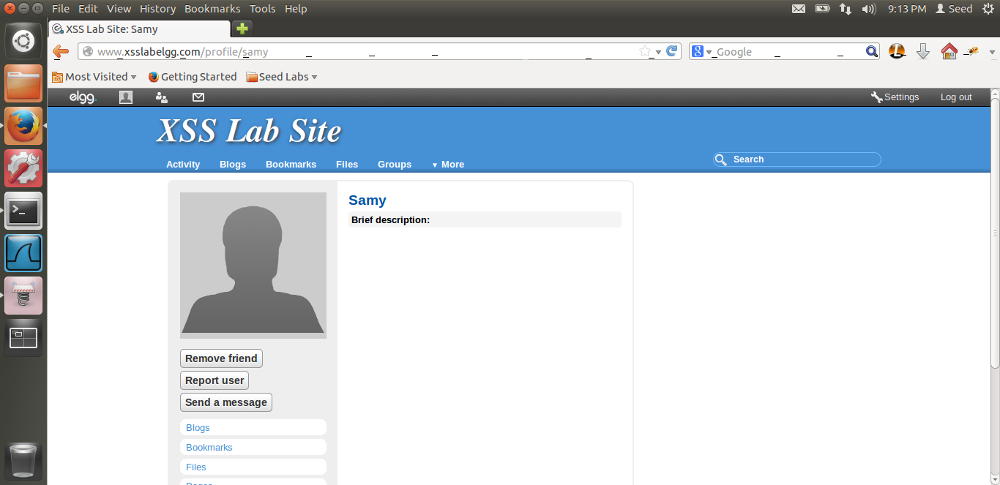 File Edit View History Bookmarks Tools Help 9:13 PM Seed
XSS Lab Site: Samy
www.xsslabelgg.com/profile/samy Google
Most Visited Getting Started Seed Labs
elgg. Settings Log out
XSS Lab Site
Activity Blogs Bookmarks Files Groups More Search
Samy
Brief description:
Remove friend
Report user
Send a message
Blogs
Bookmarks
Files
Pages